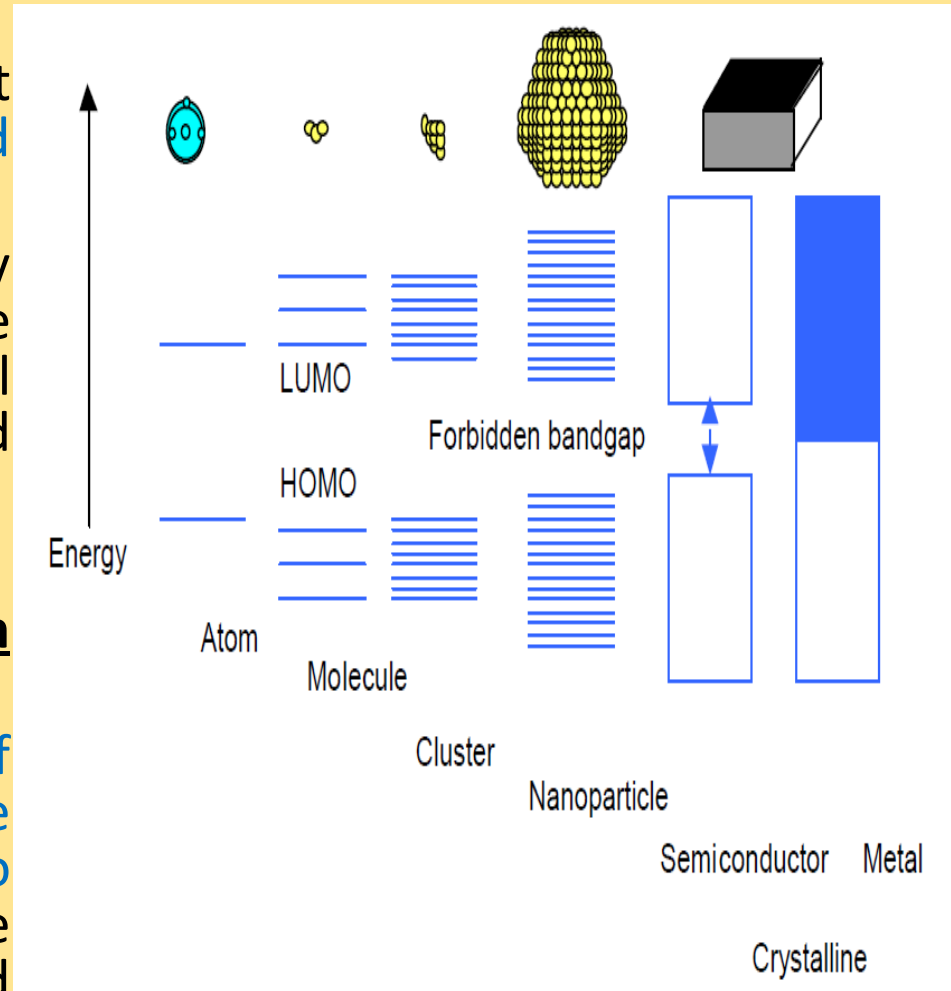 LUMO
Forbidden bandgap
HOMO
Energy
Atom
Molecule
Cluster
Nanoparticle
Semiconductor Metal
Crystalline